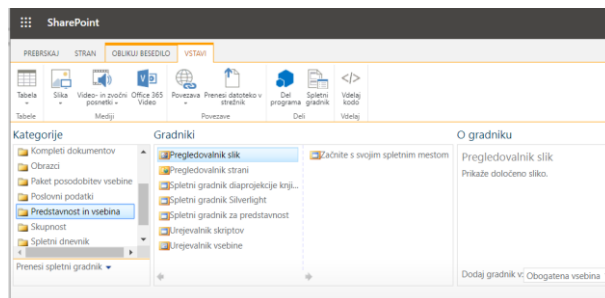 SharePoint
PREBRSKAJ STRAN OBLIKUJ BESEDILO VSTAVI
Tabela Slika Video- in zvočni posnetki Office 365 Video Povezava Prenesi datoteko v strežnik Del programa Spletni gradnik </> Vdelaj kodo
Tabele Mediji Povezave Deli Vdelaj
Kategorije
Kompleti dokumentov
Obrazci
Paket posodobitev vsebine
Poslovni podatki
Predstavnost in vsebina
Skupnost
Spletni dnevnik
Prenesi spletni gradnik
Gradniki
Pregledovalnik slik
Pregledovalnik strani
Spletni gradnik diaprojekcije knji...
Spletni gradnik Silverlight
Spletni gradnik za predstavnost
Urejevalnik skriptov
Urejevalnik vsebine
Začnite s svojim spletnim mestom
O gradniku
Pregledovalnik slik
Prikaže določeno sliko.
Dodaj gradnik v: Obogatena vsebina